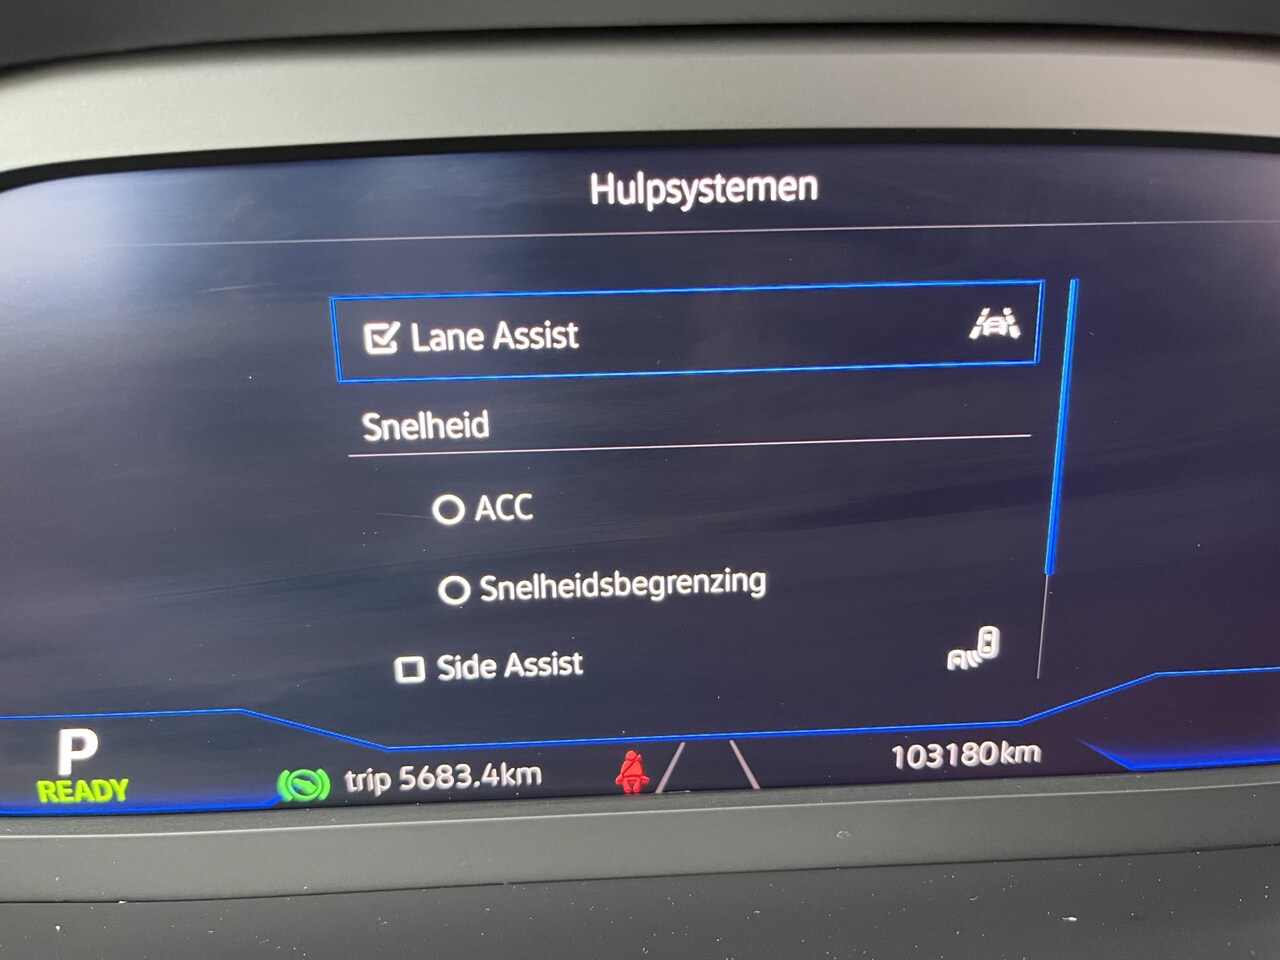 Hulpsystemen
Lane Assist
Snelheid
ACC
Snelheidsbegrenzing
Side Assist
P
READY
trip 5683.4km
103180km